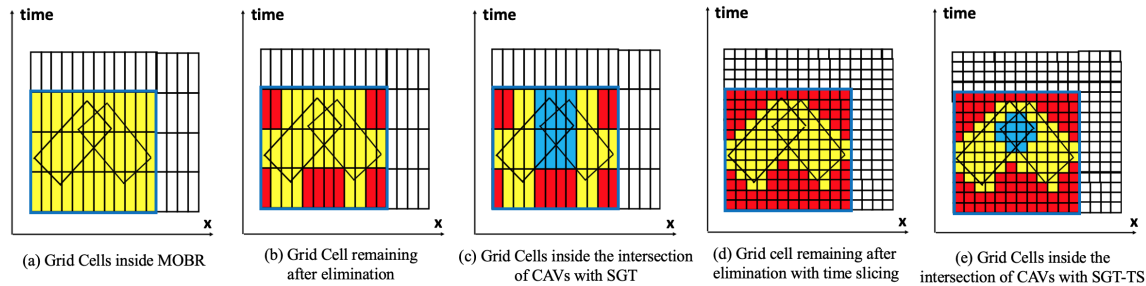 time
x
(a) Grid Cells inside MOBR
time
x
(b) Grid Cell remaining
after elimination
time
x
(c) Grid Cells inside the intersection
of CAVs with SGT
time
x
(d) Grid cell remaining after
elimination with time slicing
time
x
(e) Grid Cells inside the
intersection of CAVs with SGT-TS